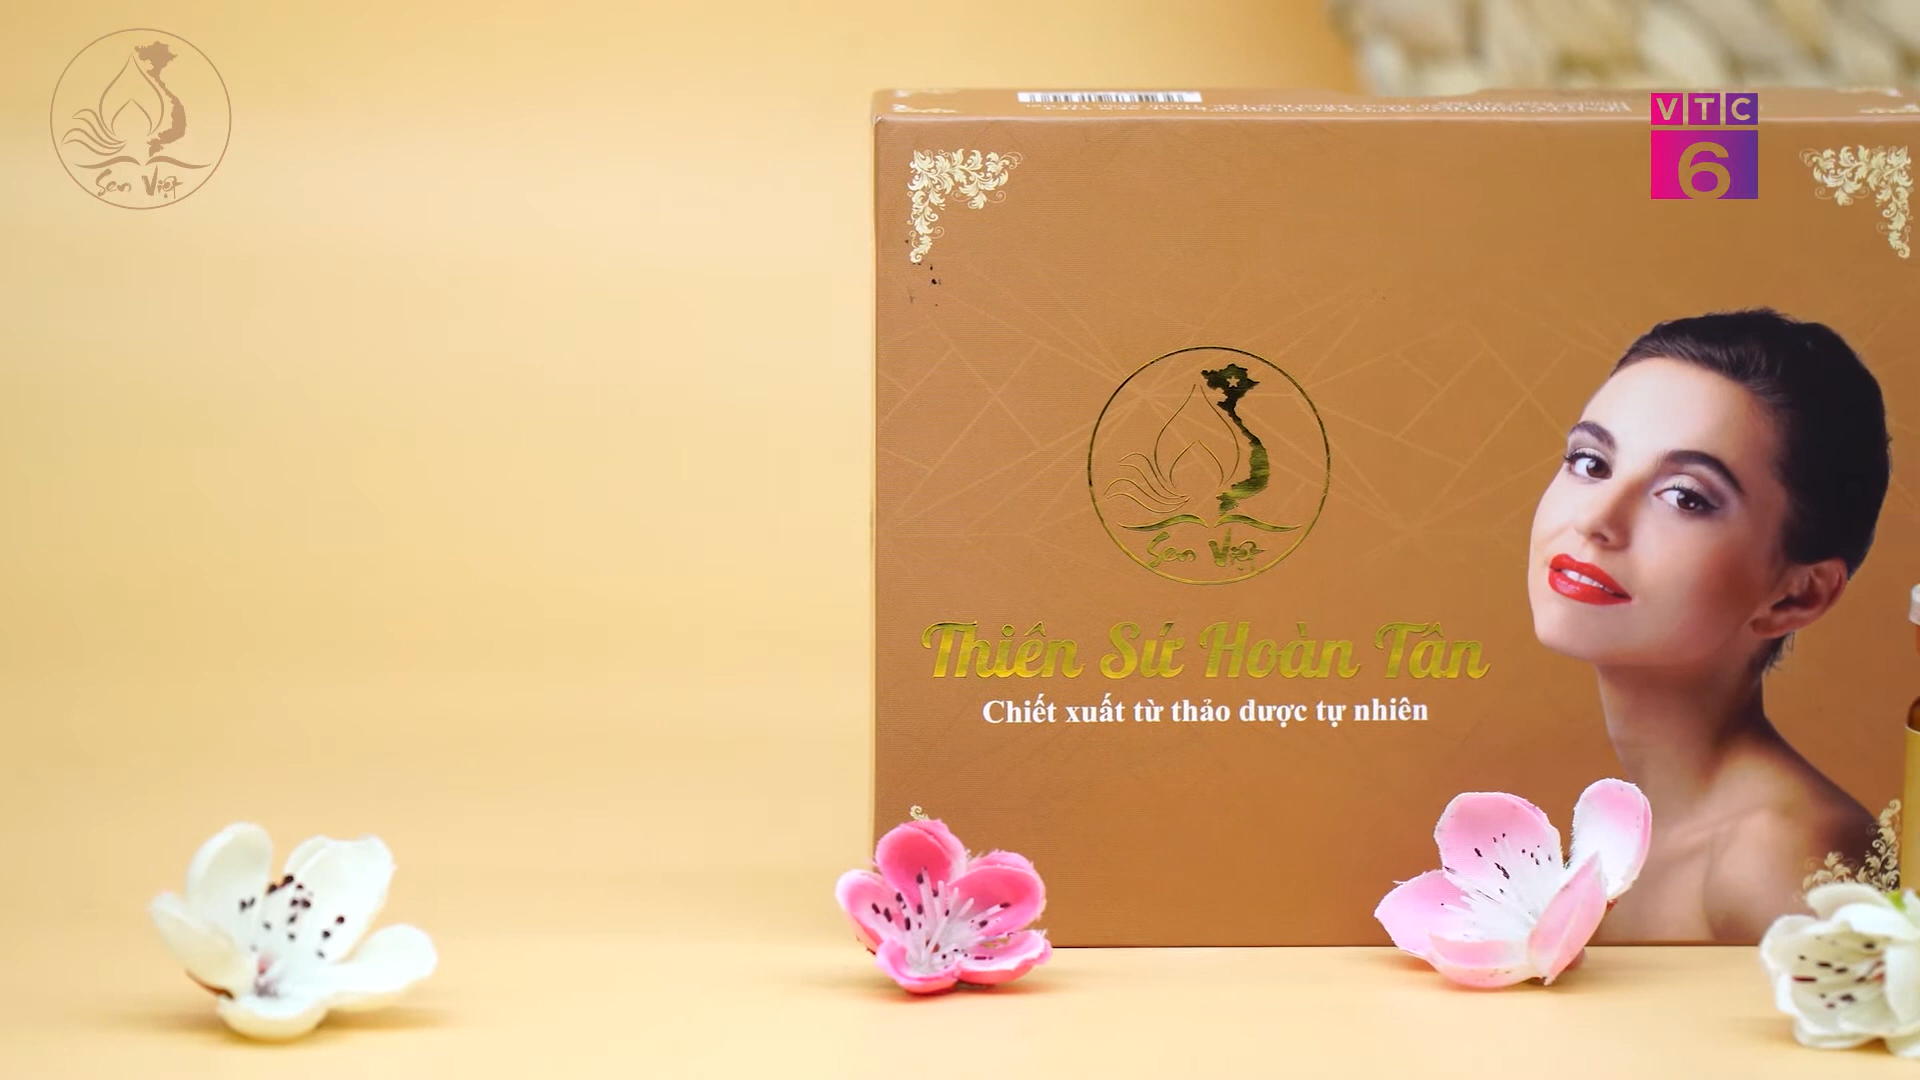 Sen Việt
VTC
6
Sen Việt
Thiên Sứ Hoàn Tân
Chiết xuất từ thảo dược tự nhiên